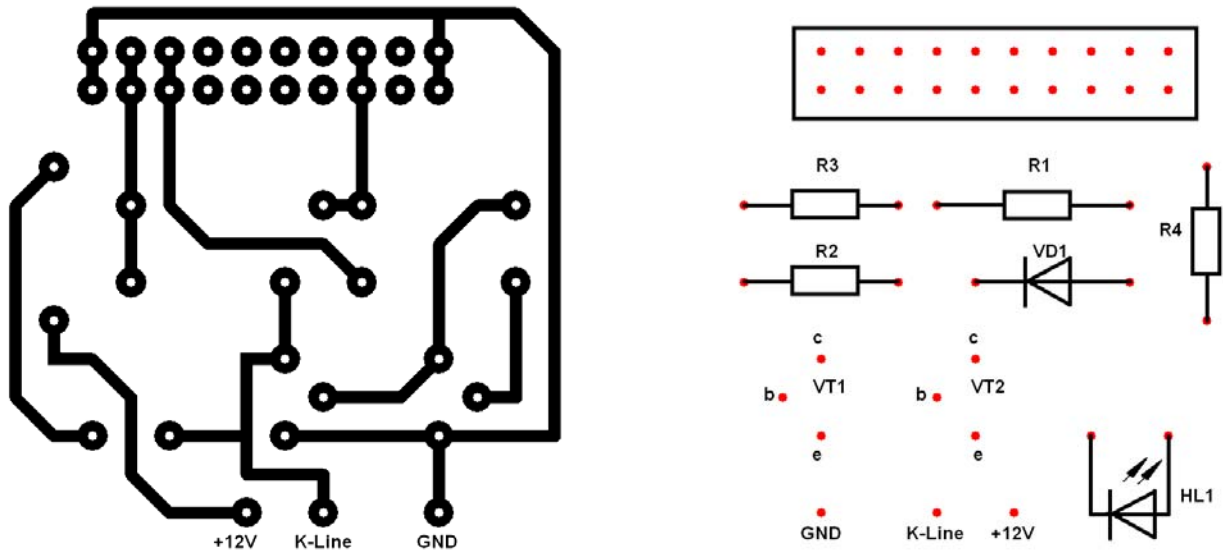 R3 R1
R4
R2 VD1
c c
VT1 VT2
b b
e e
HL1
+12V K-Line GND
GND K-Line +12V